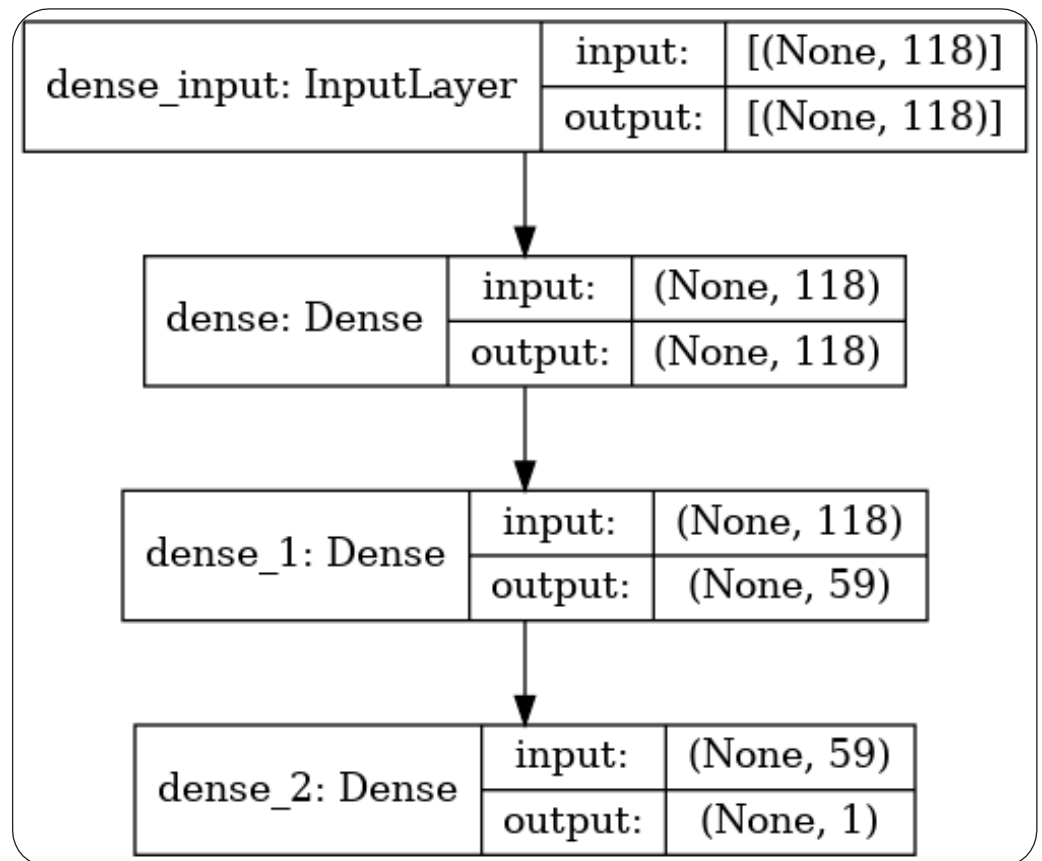 dense_input: InputLayer
input: [(None, 118)]
output: [(None, 118)]
dense: Dense
input: (None, 118)
output: (None, 118)
dense_1: Dense
input: (None, 118)
output: (None, 59)
dense_2: Dense
input: (None, 59)
output: (None, 1)